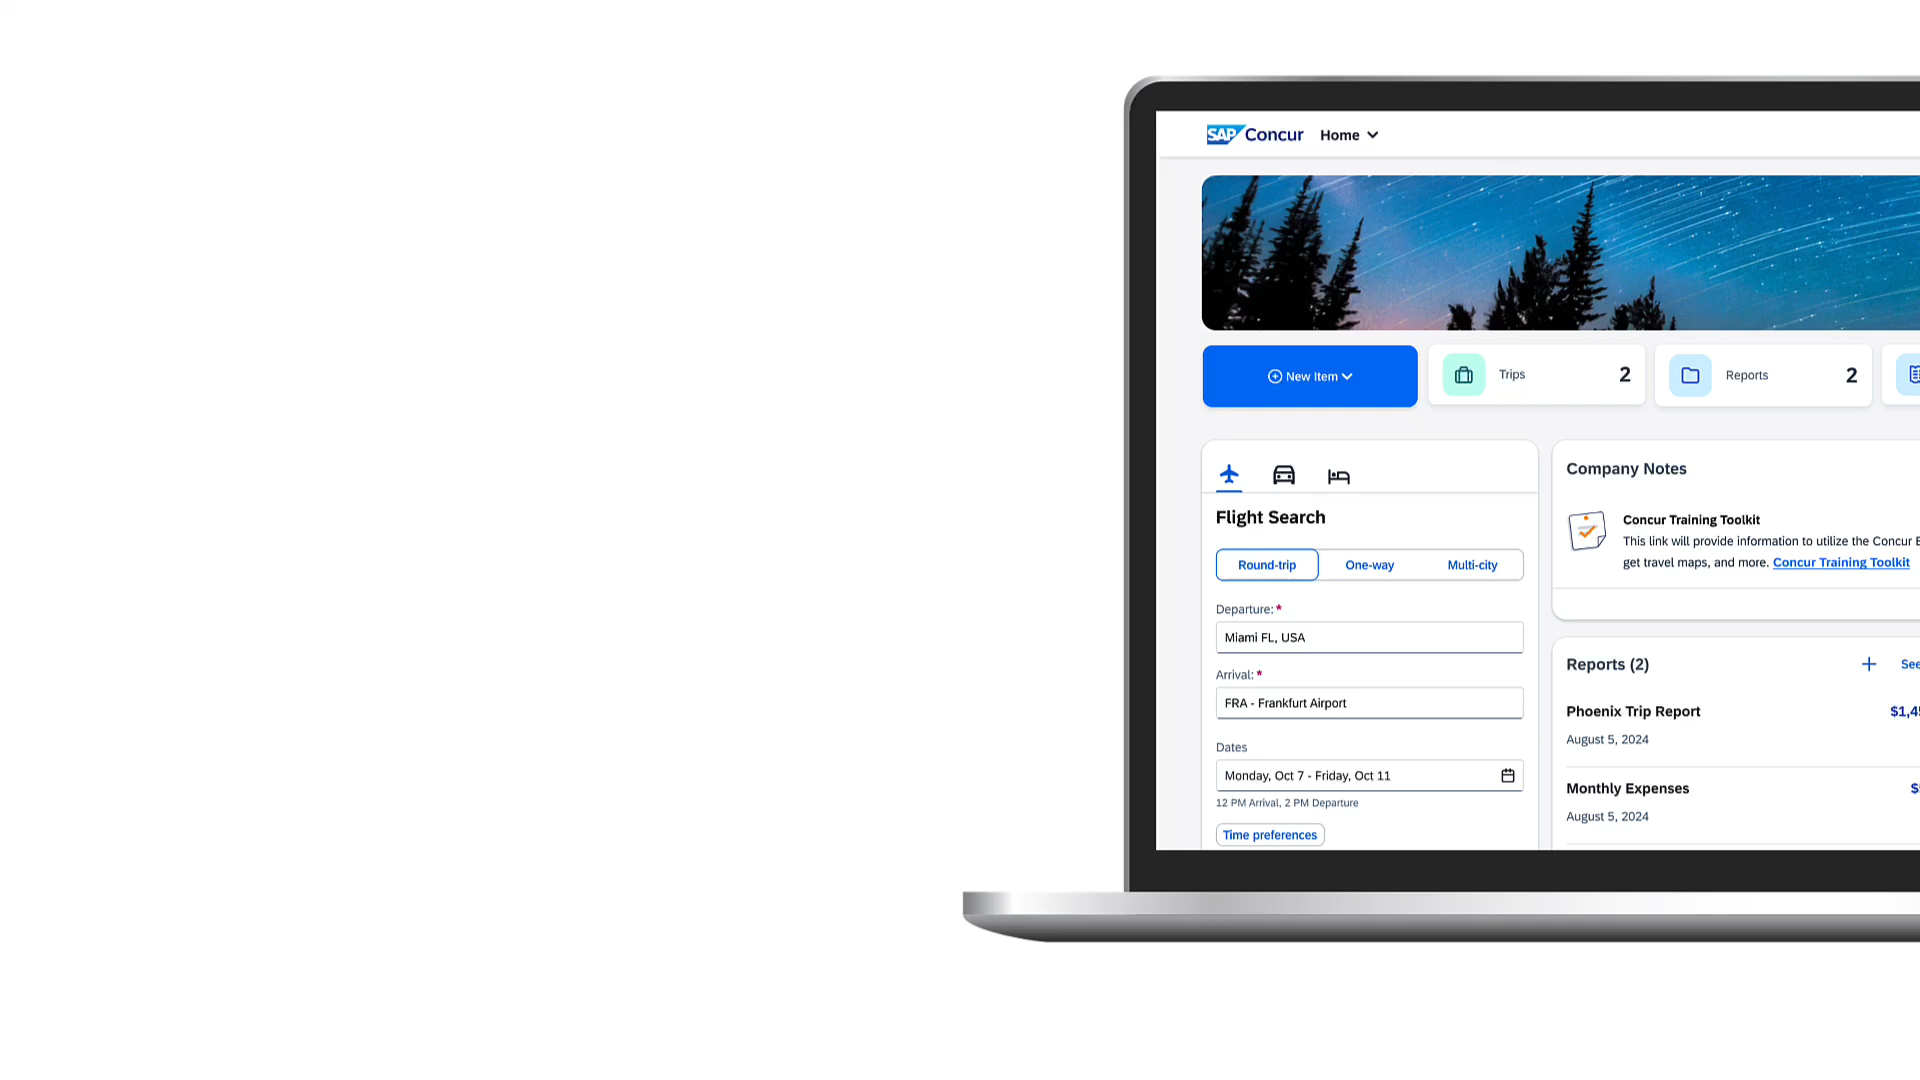 SAP Concur Home
New Item
Trips 2
Reports 2
Flight Search
Round-trip One-way Multi-city
Departure: *
Miami FL, USA
Arrival: *
FRA - Frankfurt Airport
Dates
Monday, Oct 7 - Friday, Oct 11
12 PM Arrival, 2 PM Departure
Time preferences
Company Notes
Concur Training Toolkit
This link will provide information to utilize the Concur
get travel maps, and more. Concur Training Toolkit
Reports (2)
Phoenix Trip Report
August 5, 2024
Monthly Expenses
August 5, 2024